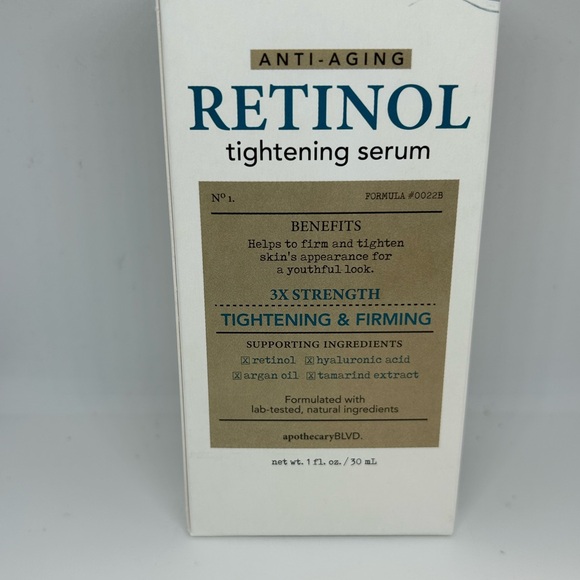 ANTI-AGING
RETINOL
tightening serum
Nº 1. FORMULA #0022B
BENEFITS
Helps to firm and tighten
skin's appearance for
a youthful look.
3X STRENGTH
TIGHTENING & FIRMING
SUPPORTING INGREDIENTS
☒ retinol ☒ hyaluronic acid
☒ argan oil ☒ tamarind extract
Formulated with
lab-tested, natural ingredients
apothecaryBLVD.
net wt. 1 fl. oz. / 30 mL